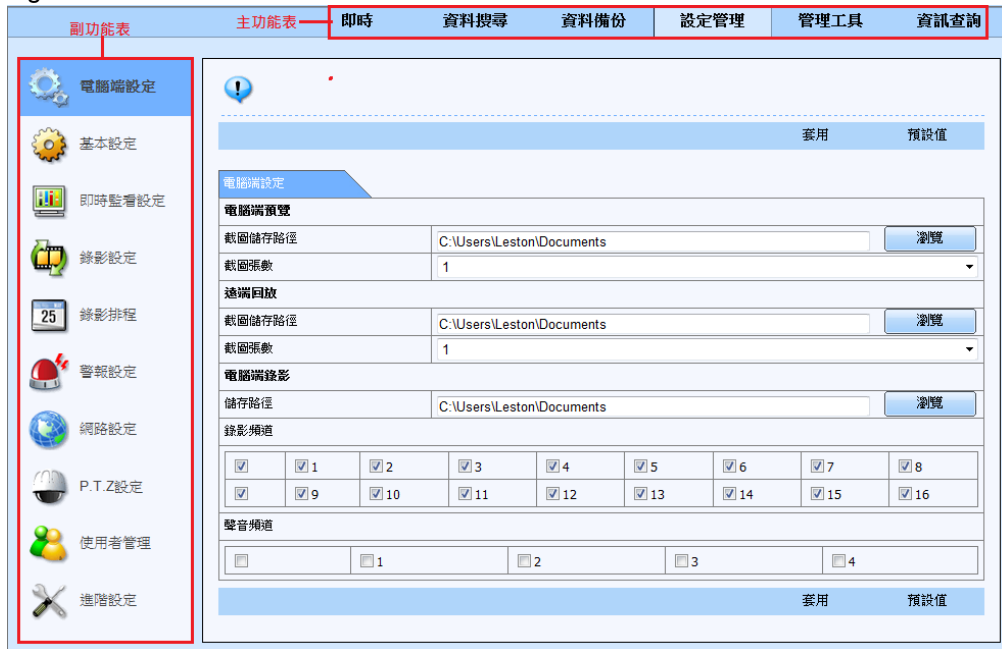 副功能表
主功能表
即時 資料搜尋 資料備份 設定管理 管理工具 資訊查詢
電腦端設定
基本設定
即時監看設定
錄影設定
25 錄影排程
警報設定
網路設定
P.T.Z設定
使用者管理
進階設定
套用 預設值
電腦端設定
電腦端預覽
截圖儲存路徑 C:\Users\Leston\Documents 瀏覽
截圖張數 1
遠端回放
截圖儲存路徑 C:\Users\Leston\Documents 瀏覽
截圖張數 1
電腦端錄影
儲存路徑 C:\Users\Leston\Documents 瀏覽
錄影頻道
1 2 3 4 5 6 7 8
9 10 11 12 13 14 15 16
聲音頻道
1 2 3 4
套用 預設值